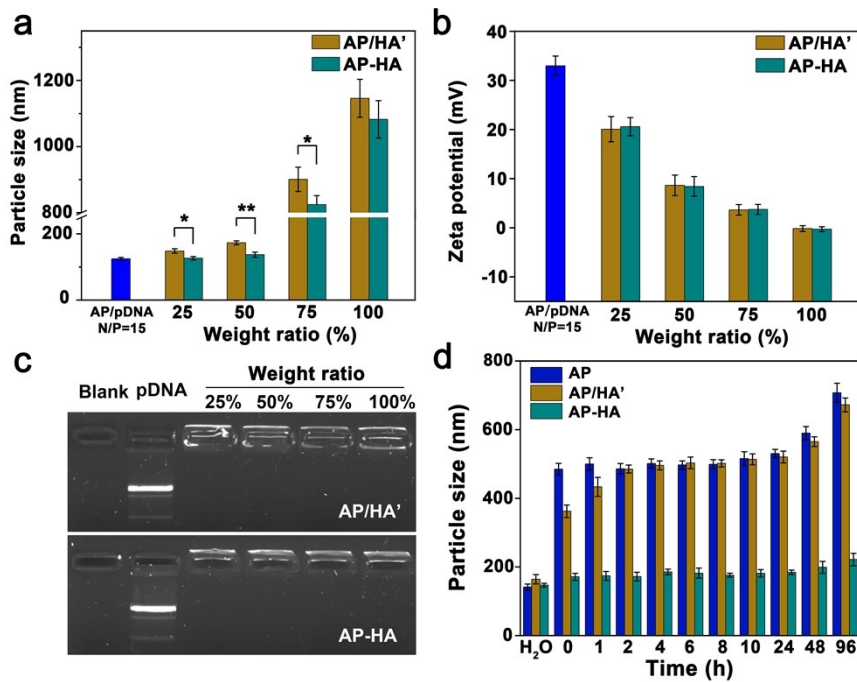 a
AP/HA'
AP-HA
Particle size (nm)
1200
1000
800
200
100
0
*
**
*
AP/pDNA
N/P=15
25
50
75
100
Weight ratio (%)
b
AP/HA'
AP-HA
Zeta potential (mV)
40
30
20
10
0
-10
AP/pDNA
N/P=15
25
50
75
100
Weight ratio (%)
c
Weight ratio
Blank
pDNA
25%
50%
75%
100%
AP/HA'
AP-HA
d
AP
AP/HA'
AP-HA
Particle size (nm)
800
600
400
200
0
H₂O
0
1
2
4
6
8
10
24
48
96
Time (h)